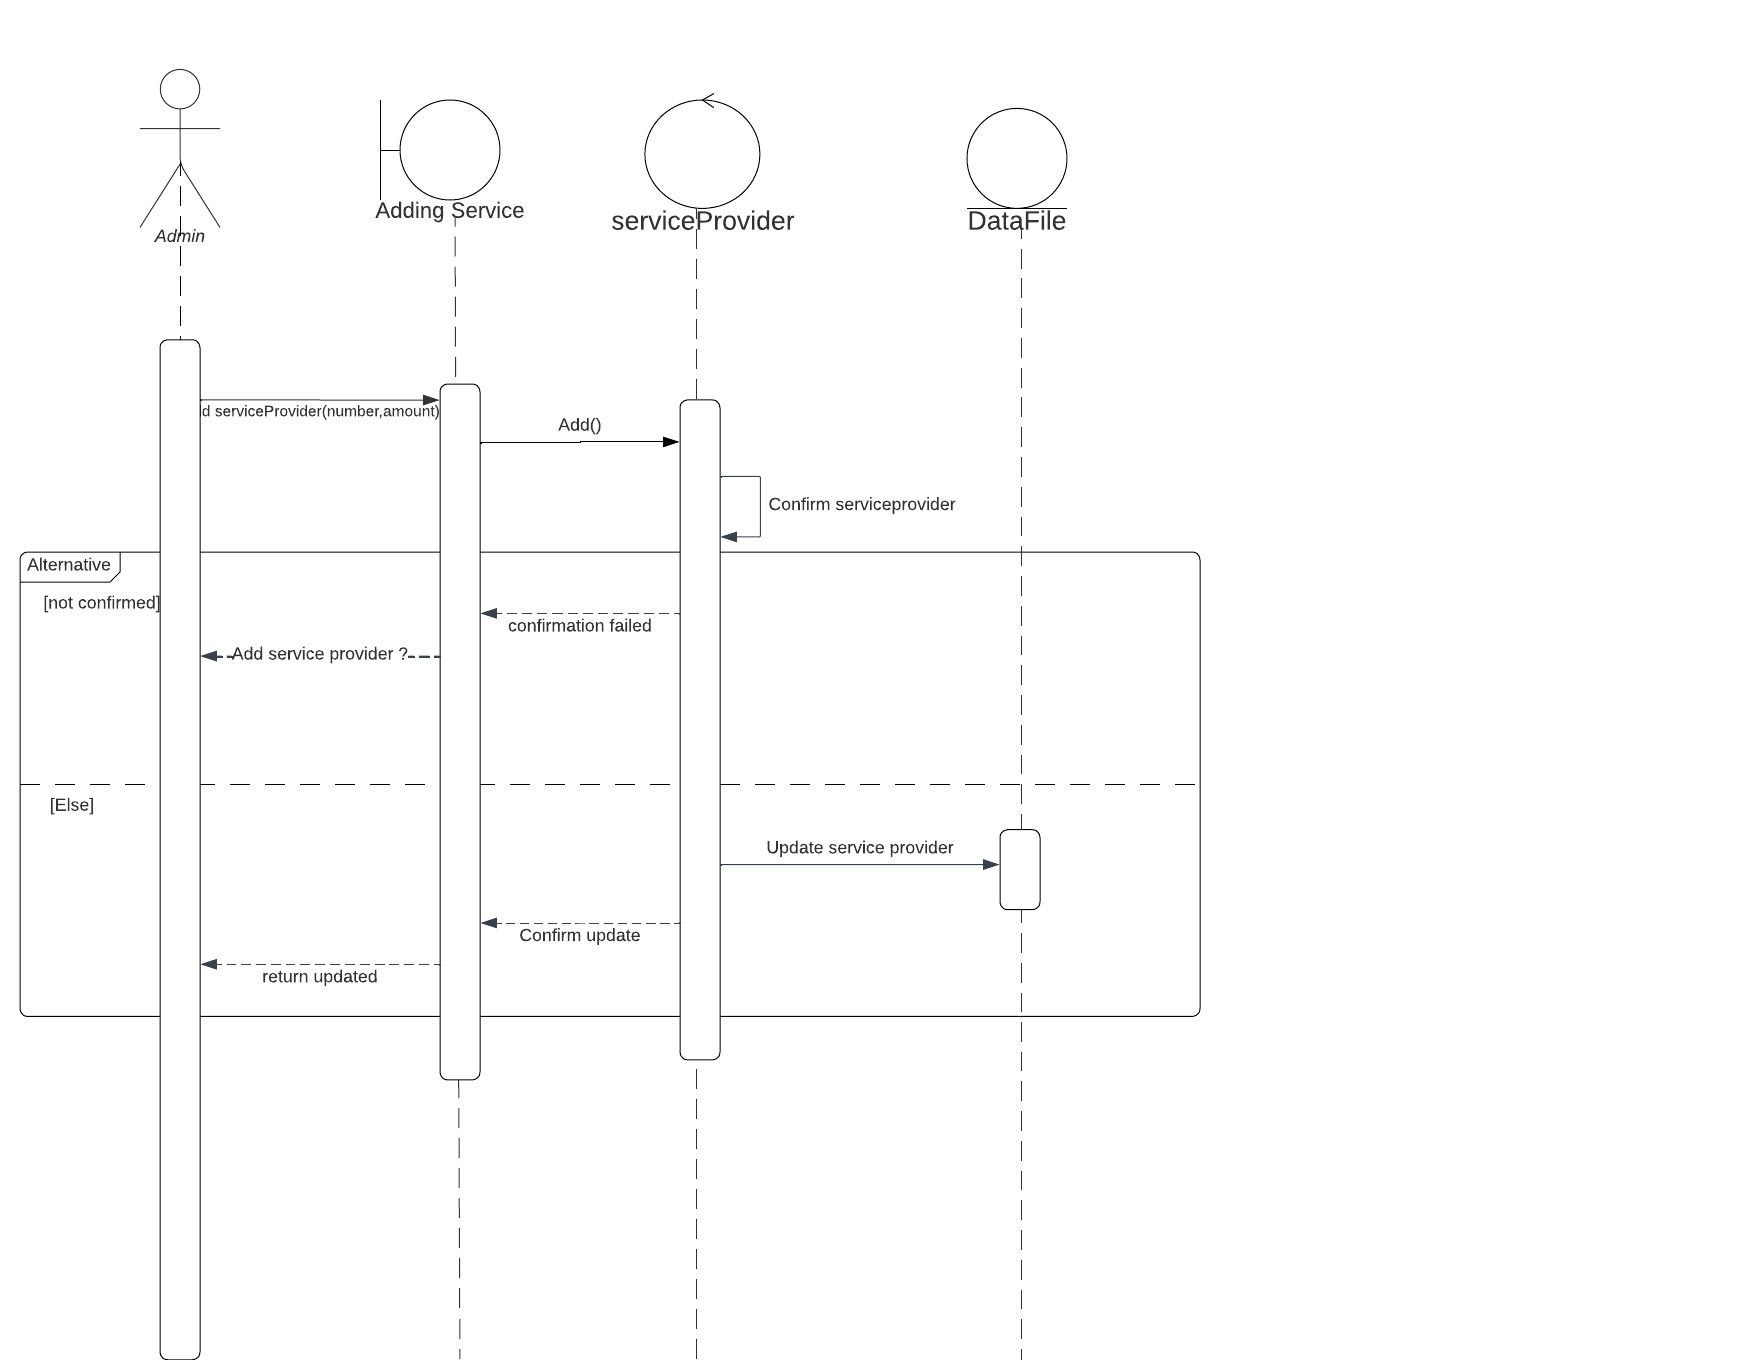 Admin
Adding Service
serviceProvider
DataFile
d serviceProvider(number,amount)
Add()
Confirm serviceprovider
Alternative
[not confirmed]
confirmation failed
Add service provider ?
[Else]
Update service provider
Confirm update
return updated